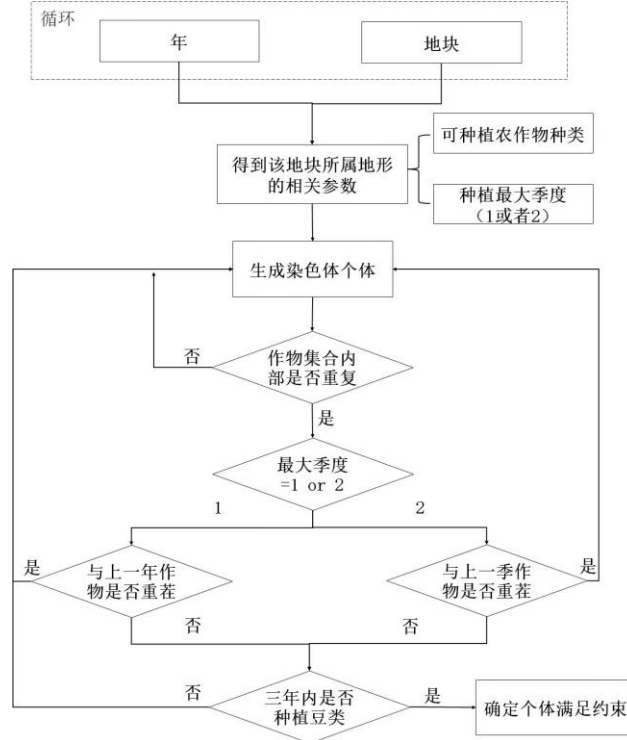 循环
年
地块
得到该地块所属地形
的相关参数
可种植农作物种类
种植最大季度
(1或者2)
生成染色体个体
否
作物集合内
部是否重复
是
最大季度
=1 or 2
1
2
是
与上一年作
物是否重茬
与上一季作
物是否重茬
是
否
否
否
三年内是否
种植豆类
是
确定个体满足约束